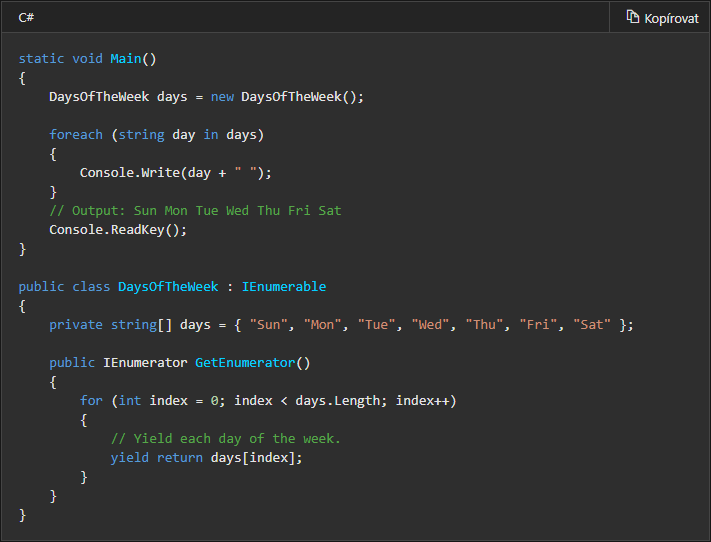 C#
Kopírovat
static void Main()
{
    DaysOfTheWeek days = new DaysOfTheWeek();

    foreach (string day in days)
    {
        Console.Write(day + " ");
    }
    // Output: Sun Mon Tue Wed Thu Fri Sat
    Console.ReadKey();
}

public class DaysOfTheWeek : IEnumerable
{
    private string[] days = { "Sun", "Mon", "Tue", "Wed", "Thu", "Fri", "Sat" };

    public IEnumerator GetEnumerator()
    {
        for (int index = 0; index < days.Length; index++)
        {
            // Yield each day of the week.
            yield return days[index];
        }
    }
}